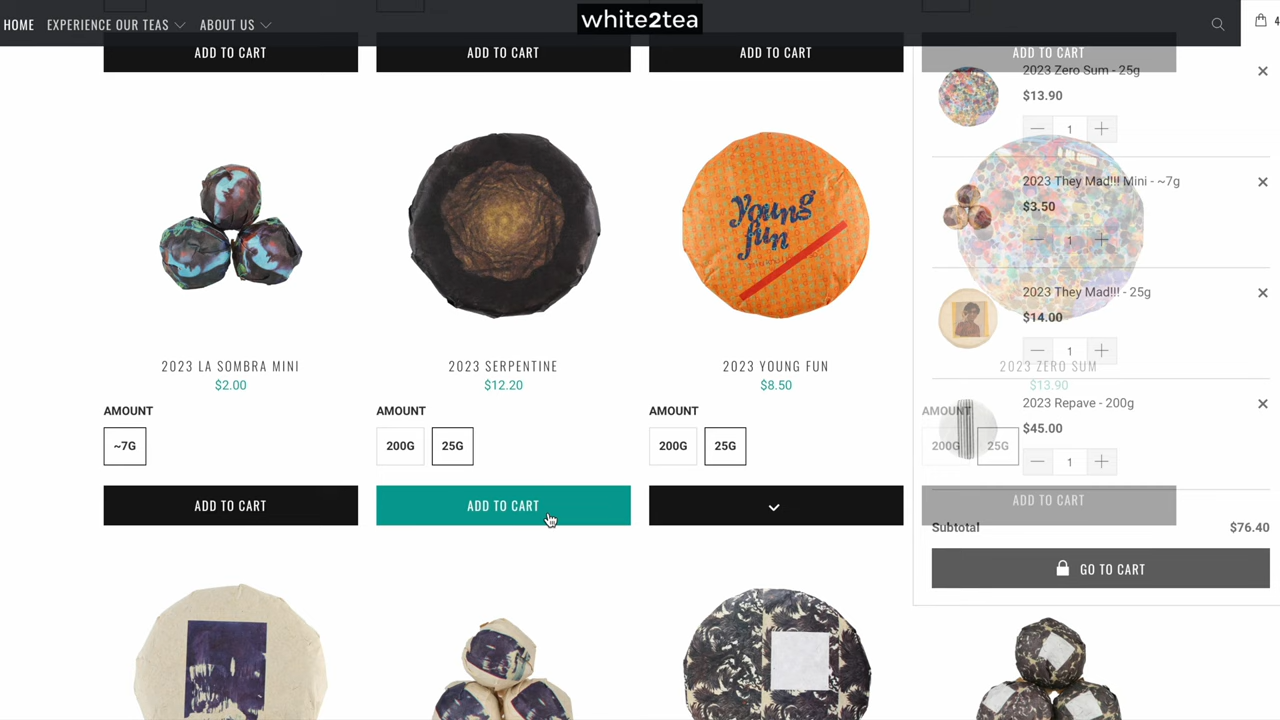 HOME
EXPERIENCE OUR TEAS
ABOUT US
white2tea
4
ADD TO CART
ADD TO CART
ADD TO CART
ADD TO CART
2023 Zero Sum - 25g
$13.90
1
2023 They Mad!!! Mini - ~7g
$3.50
1
2023 They Mad!!! - 25g
$14.00
1
2023 Repave - 200g
$45.00
1
Subtotal
$76.40
GO TO CART
young
fun
2023 LA SOMBRA MINI
$2.00
AMOUNT
~7G
ADD TO CART
2023 SERPENTINE
$12.20
AMOUNT
200G
25G
ADD TO CART
2023 YOUNG FUN
$8.50
AMOUNT
200G
25G
2023 ZERO SUM
$13.90
AMOUNT
200G
25G
ADD TO CART